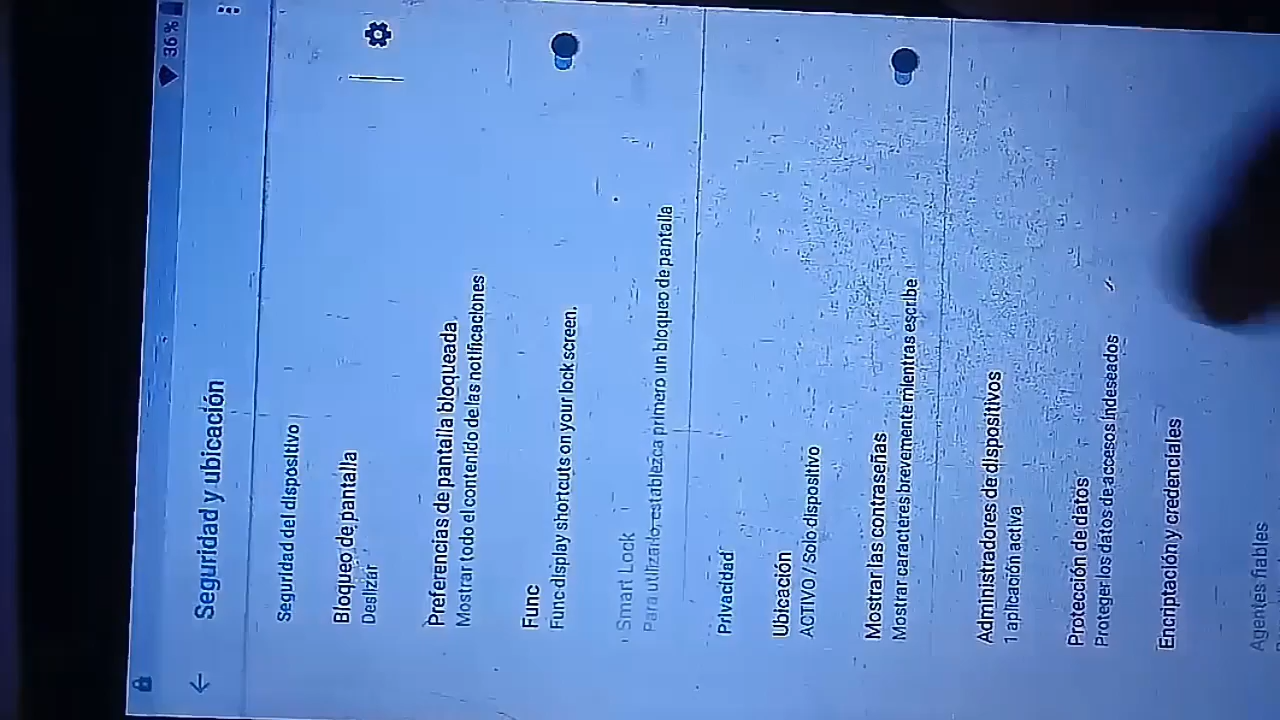 36%
Seguridad y ubicación
Seguridad del dispositivo
Bloqueo de pantalla
Deslizar
Preferencias de pantalla bloqueada
Mostrar todo el contenido de las notificaciones
Func
Func display shortcuts on your lock screen.
Smart Lock
Para utilizarlo, establezca primero un bloqueo de pantalla
Privacidad
Ubicación
ACTIVO / Solo dispositivo
Mostrar las contraseñas
Mostrar caracteres brevemente mientras escribe
Administradores de dispositivos
1 aplicación activa
Protección de datos
Proteger los datos de accesos indeseados
Encriptación y credenciales
Agentes fiables